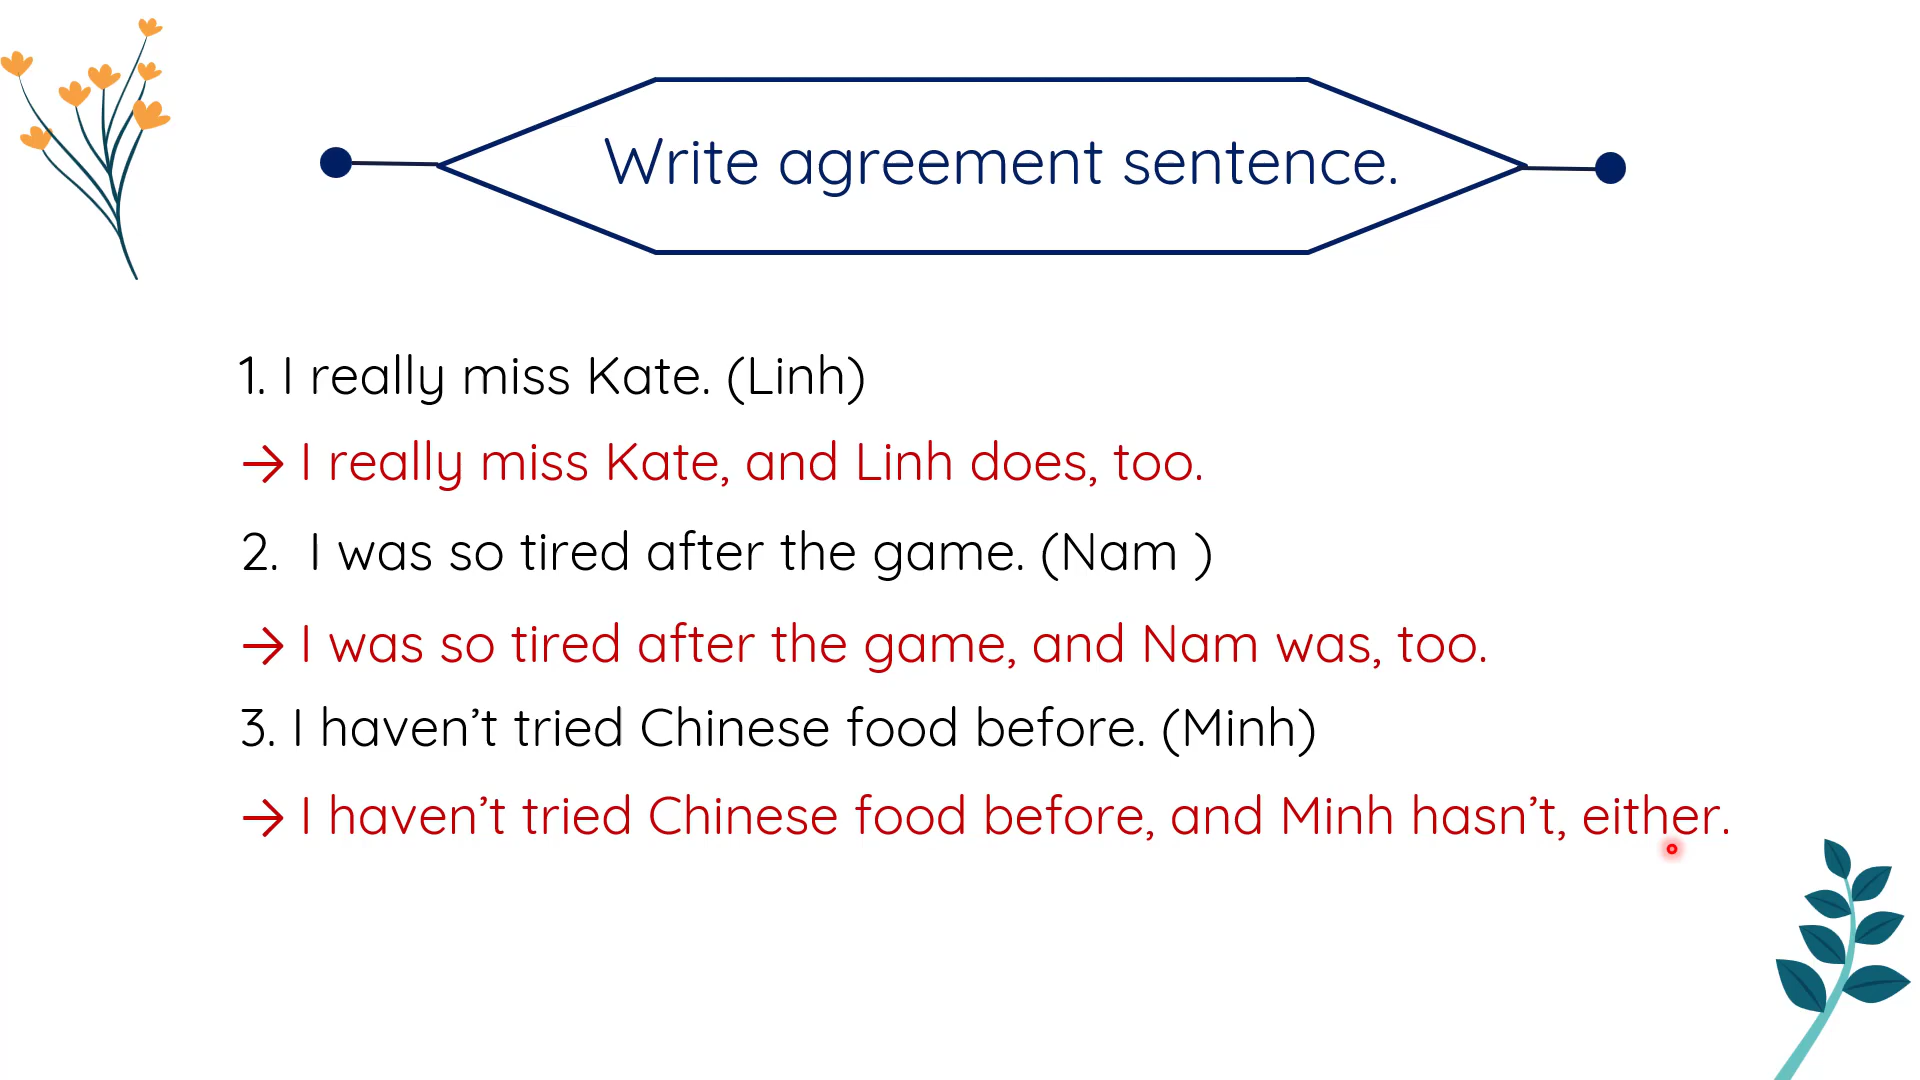 Write agreement sentence.
1. I really miss Kate. (Linh)
→ I really miss Kate, and Linh does, too.
2. I was so tired after the game. (Nam )
→ I was so tired after the game, and Nam was, too.
3. I haven’t tried Chinese food before. (Minh)
→ I haven’t tried Chinese food before, and Minh hasn’t, either.